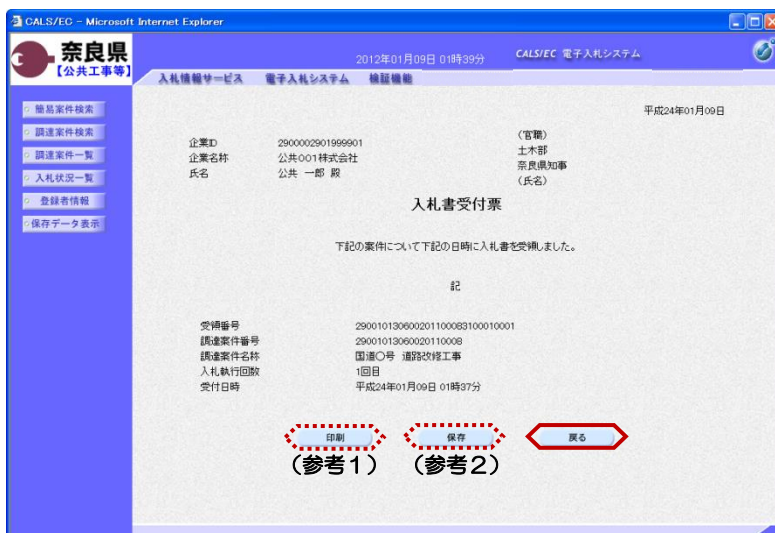 CALS/EC - Microsoft Internet Explorer
奈良県
【公共工事等】
2012年01月09日 01時39分
CALS/EC 電子入札システム
入札情報サービス 電子入札システム 検証機能
簡易案件検索
調達案件検索
調達案件一覧
入札状況一覧
登録者情報
保存データ表示
平成24年01月09日
企業ID 2900002901999901
企業名称 公共001株式会社
氏名 公共 一郎 殿
(官職)
土木部
奈良県知事
(氏名)
入札書受付票
下記の案件について下記の日時に入札書を受領しました。
記
受領番号 290010130600201100083100010001
調達案件番号 2900101306002011​0008
調達案件名称 国道○号 道路改修工事
入札執行回数 1回目
受付日時 平成24年01月09日 01時37分
印刷 保存 戻る
(参考1) (参考2)